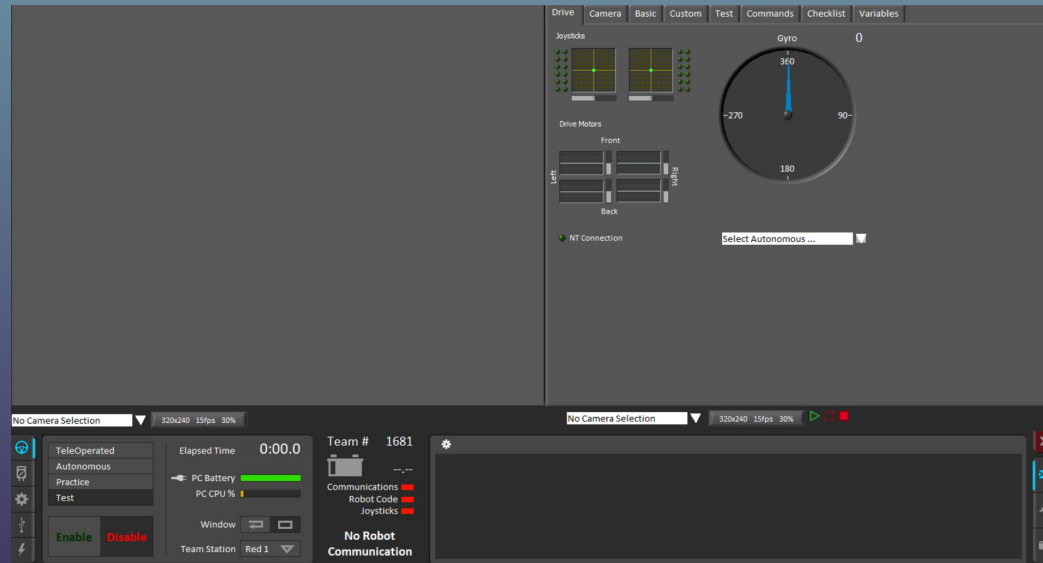 Drive Camera Basic Custom Test Commands Checklist Variables
Joysticks
Gyro 0
360
270 90
180
Drive Motors
Front
Left Right
Back
NT Connection
Select Autonomous ...
No Camera Selection 320x240 15fps 30%
No Camera Selection 320x240 15fps 30%
TeleOperated
Autonomous
Practice
Test
Enable Disable
Elapsed Time 0:00.0
PC Battery
PC CPU %
Window
Team Station Red 1
Team # 1681
--.--
Communications
Robot Code
Joysticks
No Robot
Communication